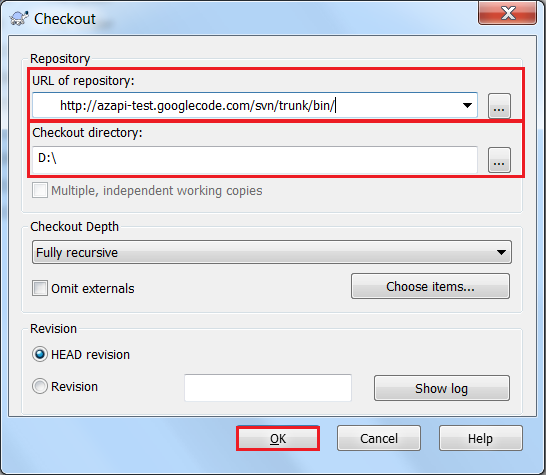 Checkout
Repository
URL of repository:
http://azapi-test.googlecode.com/svn/trunk/bin/
...
Checkout directory:
D:\
...
Multiple, independent working copies
Checkout Depth
Fully recursive
Omit externals
Choose items...
Revision
HEAD revision
Revision
Show log
OK
Cancel
Help